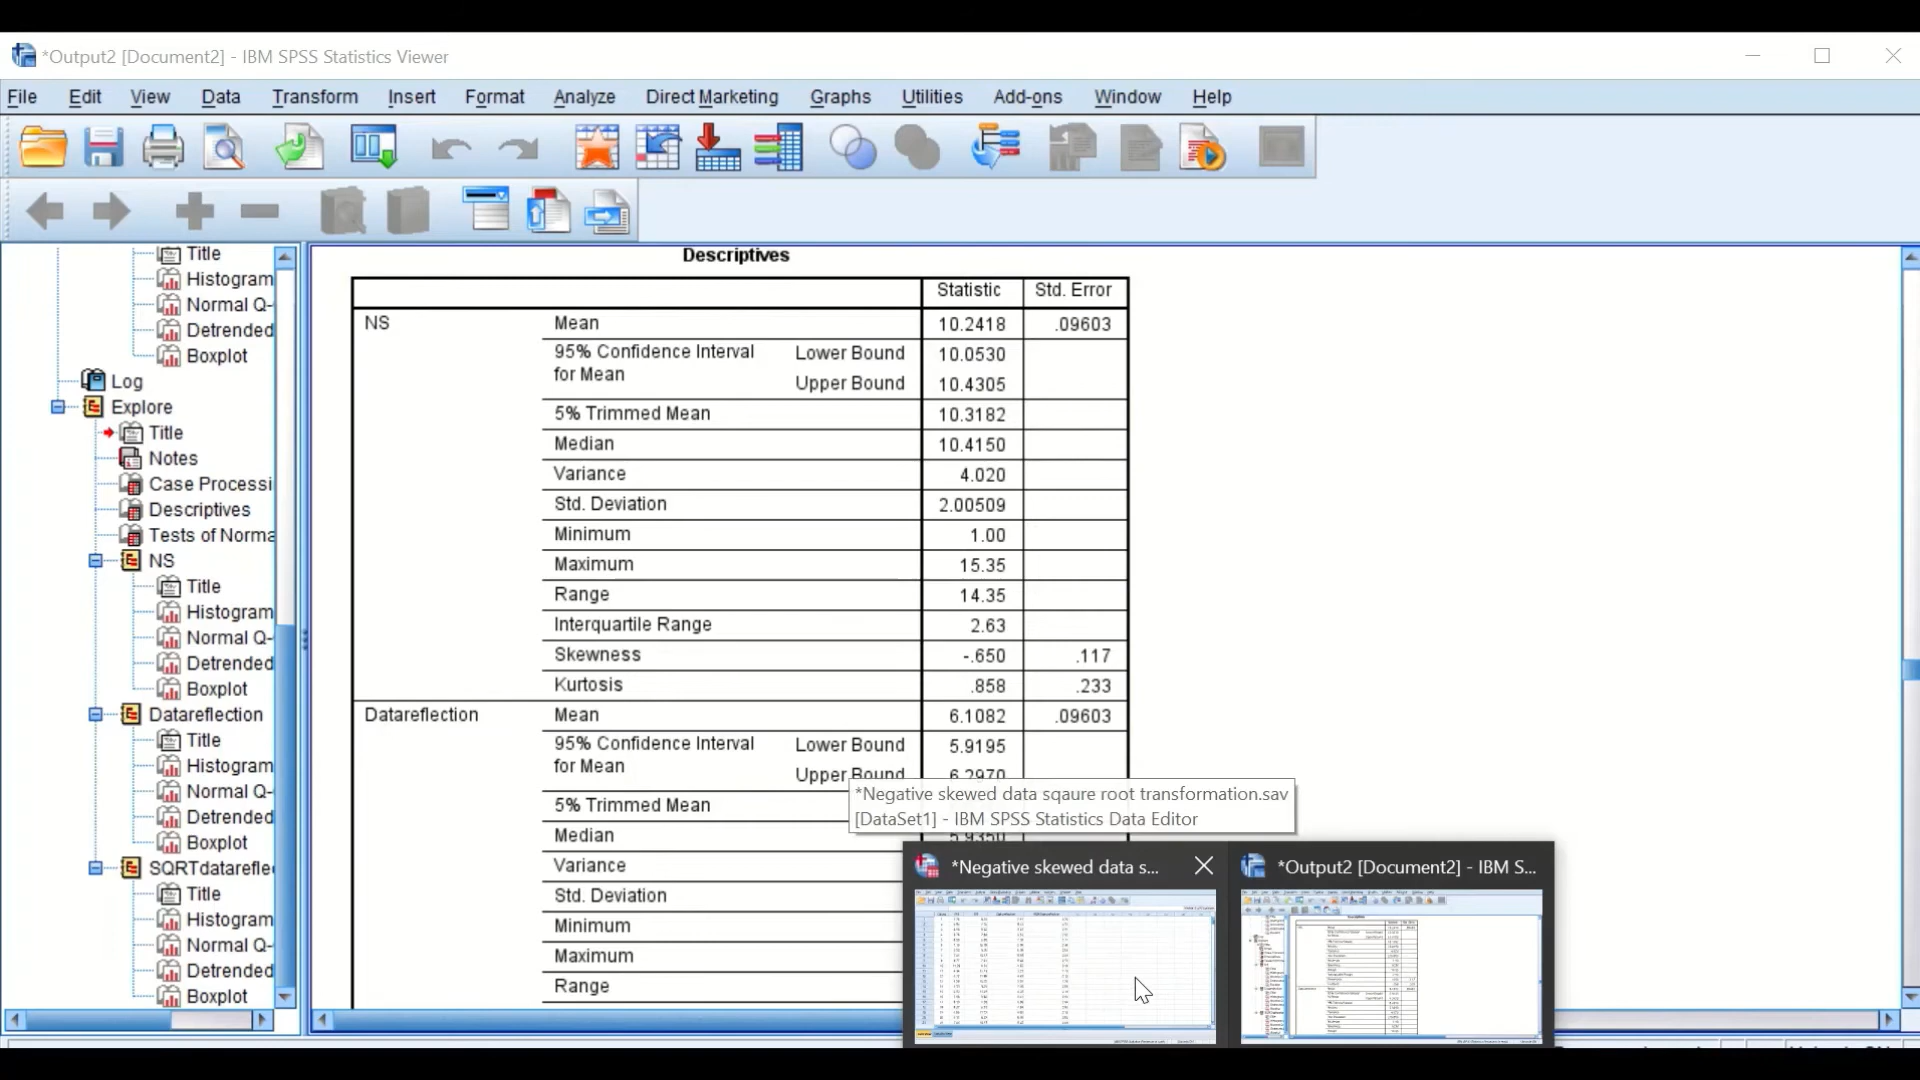 *Output2 [Document2] - IBM SPSS Statistics Viewer
File Edit View Data Transform Insert Format Analyze Direct Marketing Graphs Utilities Add-ons Window Help
Title
Histogram
Normal Q-
Detrended
Boxplot
Log
Explore
Title
Notes
Case Processi
Descriptives
Tests of Norma
NS
Title
Histogram
Normal Q-
Detrended
Boxplot
Datareflection
Title
Histogram
Normal Q-
Detrended
Boxplot
SQRTdatarefle
Title
Histogram
Normal Q-
Detrended
Boxplot
Descriptives
Statistic Std. Error
NS Mean 10.2418 .09603
95% Confidence Interval for Mean Lower Bound 10.0530
Upper Bound 10.4305
5% Trimmed Mean 10.3182
Median 10.4150
Variance 4.020
Std. Deviation 2.00509
Minimum 1.00
Maximum 15.35
Range 14.35
Interquartile Range 2.63
Skewness -.650 .117
Kurtosis .858 .233
Datareflection Mean 6.1082 .09603
95% Confidence Interval for Mean Lower Bound 5.9195
Upper Bound 6.2970
5% Trimmed Mean
Median 5.9350
Variance
Std. Deviation
Minimum
Maximum
Range
*Negative skewed data sqaure root transformation.sav
[DataSet1] - IBM SPSS Statistics Data Editor
*Negative skewed data s...
*Output2 [Document2] - IBM S...